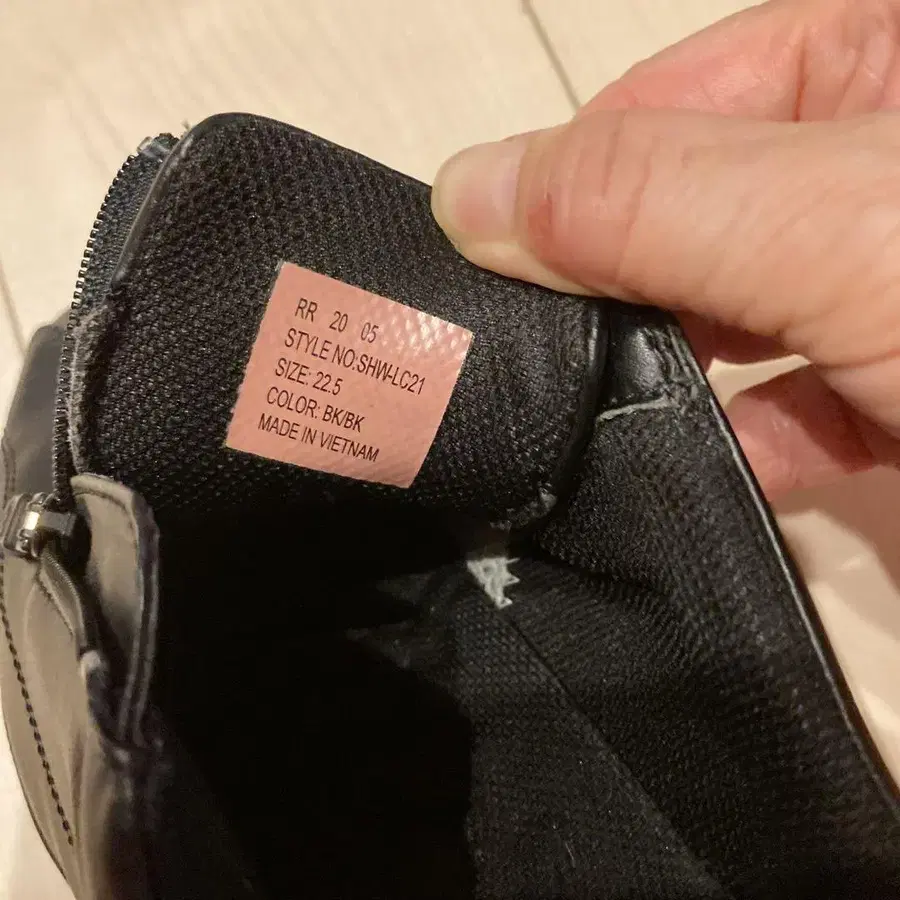 RR 20 05
STYLE NO:SHW-LC21
SIZE: 22.5
COLOR: BK/BK
MADE IN VIETNAM